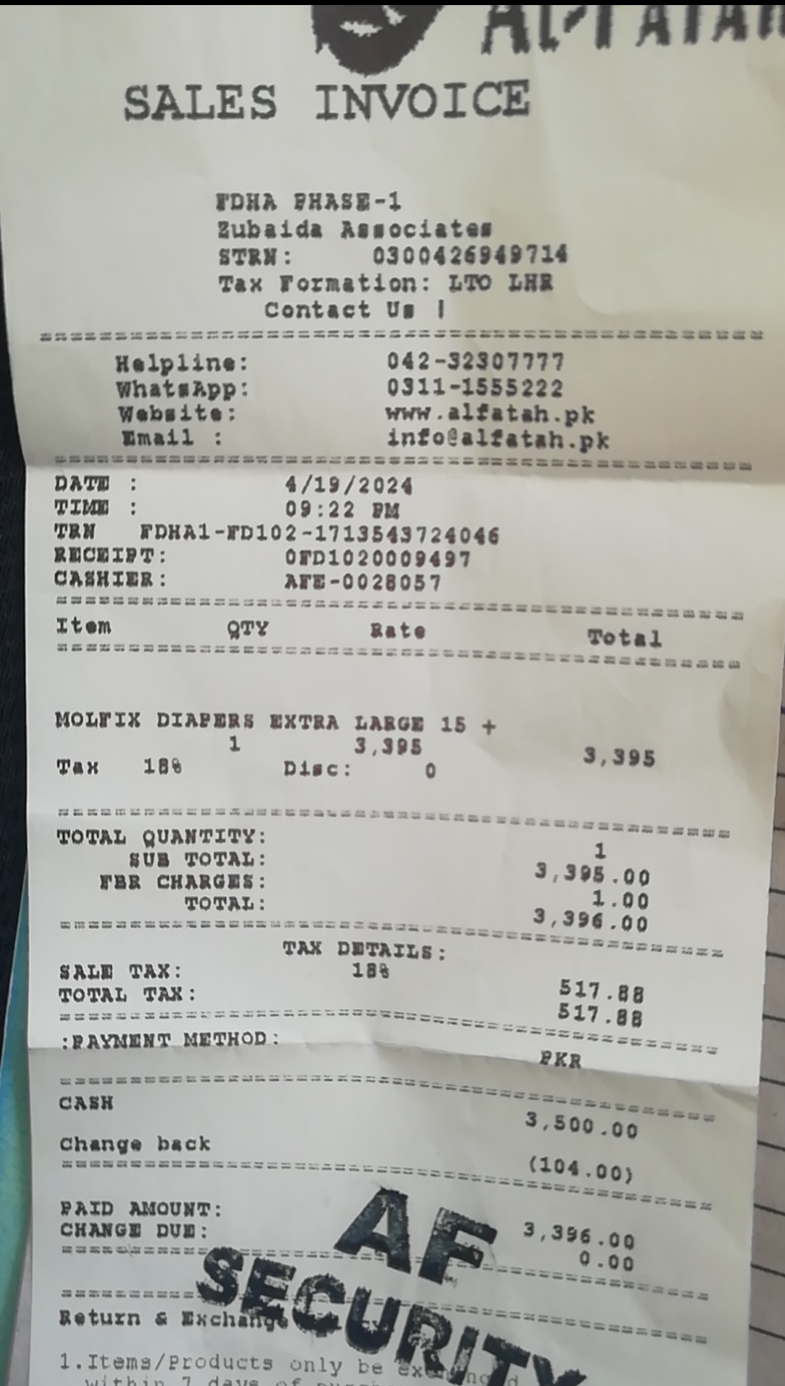 Al-Fatah
SALES INVOICE
FDHA PHASE-1
Zubaida Associates
STRN: 0300426949714
Tax Formation: LTO LHR
Contact Us |
Helpline: 042-32307777
WhatsApp: 0311-1555222
Website: www.alfatah.pk
Email : info@alfatah.pk
DATE : 4/19/2024
TIME : 09:22 PM
TRN FDHA1-FD102-1713543724046
RECEIPT: 0FD1020009497
CASHIER: AFE-0028057
Item QTY Rate Total
MOLFIX DIAPERS EXTRA LARGE 15 +
1 3,395 3,395
Tax 18% Disc: 0
TOTAL QUANTITY: 1
SUB TOTAL: 3,395.00
FBR CHARGES: 1.00
TOTAL: 3,396.00
TAX DETAILS:
SALE TAX: 18% 517.88
TOTAL TAX: 517.88
:PAYMENT METHOD: PKR
CASH 3,500.00
Change back (104.00)
PAID AMOUNT: 3,396.00
CHANGE DUE: 0.00
AF
SECURITY
Return & Exchange
1.Items/Products only be
within 7 days of